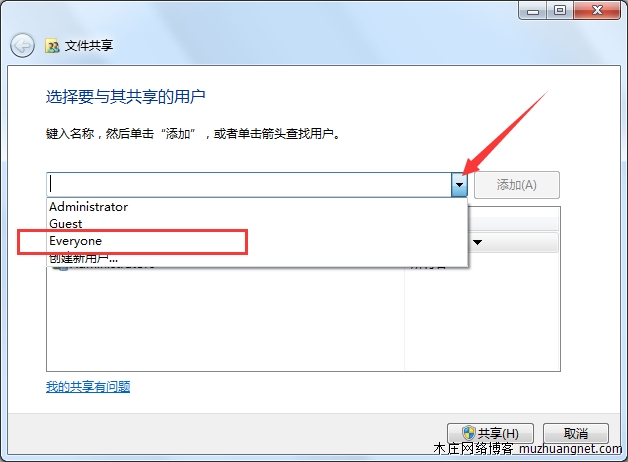 文件共享
选择要与其共享的用户
键入名称，然后单击“添加”，或者单击箭头查找用户。
添加(A)
Administrator
Guest
Everyone
创建新用户...
我的共享有问题
共享(H)
取消
木庄网络博客 muzhuangnet.com